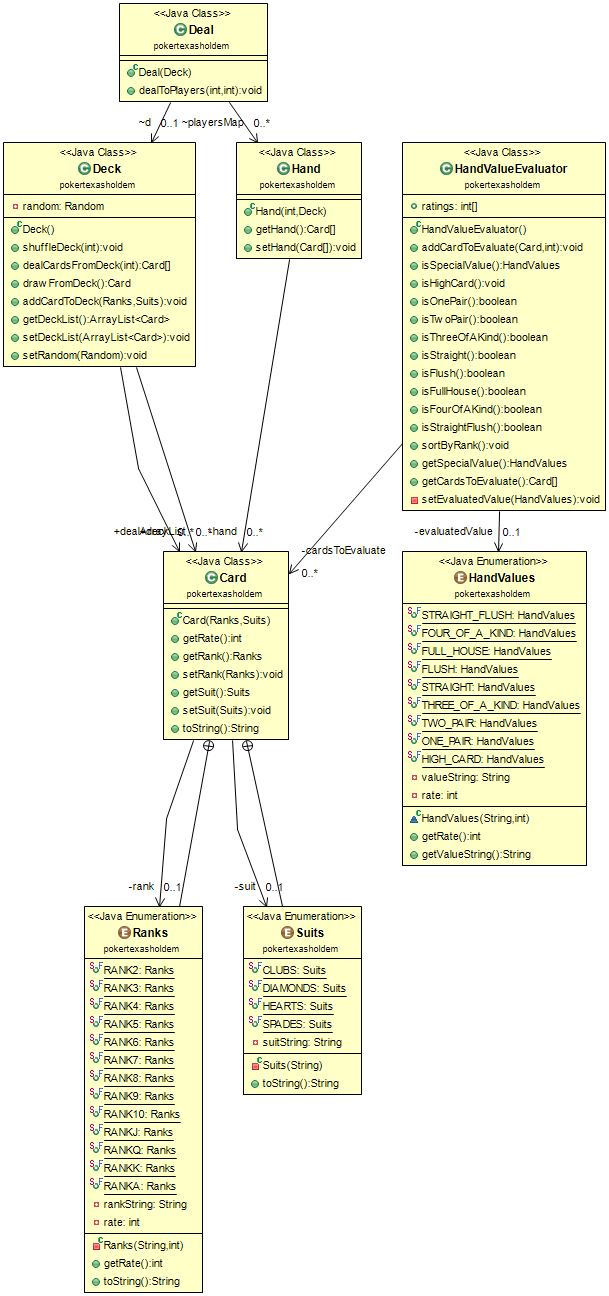 <<Java Class>>
Deal
pokertexasholdem
Deal(Deck)
dealToPlayers(int,int):void
~d 0..1
~playersMap 0..*
<<Java Class>>
Deck
pokertexasholdem
random: Random
Deck()
shuffleDeck(int):void
dealCardsFromDeck(int):Card[]
drawFromDeck():Card
addCardToDeck(Ranks,Suits):void
getDeckList():ArrayList<Card>
setDeckList(ArrayList<Card>):void
setRandom(Random):void
<<Java Class>>
Hand
pokertexasholdem
Hand(int,Deck)
getHand():Card[]
setHand(Card[]):void
<<Java Class>>
HandValueEvaluator
pokertexasholdem
ratings: int[]
HandValueEvaluator()
addCardToEvaluate(Card,int):void
isSpecialValue():HandValues
isHighCard():void
isOnePair():boolean
isTwoPair():boolean
isThreeOfAKind():boolean
isStraight():boolean
isFlush():boolean
isFullHouse():boolean
isFourOfAKind():boolean
isStraightFlush():boolean
sortByRank():void
getSpecialValue():HandValues
getCardsToEvaluate():Card[]
setEvaluatedValue(HandValues):void
0..*
-hand 0..*
-cardsToEvaluate
0..*
-evaluatedValue 0..1
<<Java Class>>
Card
pokertexasholdem
Card(Ranks,Suits)
getRate():int
getRank():Ranks
setRank(Ranks):void
getSuit():Suits
setSuit(Suits):void
toString():String
<<Java Enumeration>>
HandValues
pokertexasholdem
STRAIGHT_FLUSH: HandValues
FOUR_OF_A_KIND: HandValues
FULL_HOUSE: HandValues
FLUSH: HandValues
STRAIGHT: HandValues
THREE_OF_A_KIND: HandValues
TWO_PAIR: HandValues
ONE_PAIR: HandValues
HIGH_CARD: HandValues
valueString: String
rate: int
HandValues(String,int)
getRate():int
getValueString():String
-rank 0..1
-suit 0..1
<<Java Enumeration>>
Ranks
pokertexasholdem
RANK2: Ranks
RANK3: Ranks
RANK4: Ranks
RANK5: Ranks
RANK6: Ranks
RANK7: Ranks
RANK8: Ranks
RANK9: Ranks
RANK10: Ranks
RANKJ: Ranks
RANKQ: Ranks
RANKK: Ranks
RANKA: Ranks
rankString: String
rate: int
Ranks(String,int)
getRate():int
toString():String
<<Java Enumeration>>
Suits
pokertexasholdem
CLUBS: Suits
DIAMONDS: Suits
HEARTS: Suits
SPADES: Suits
suitString: String
Suits(String)
toString():String